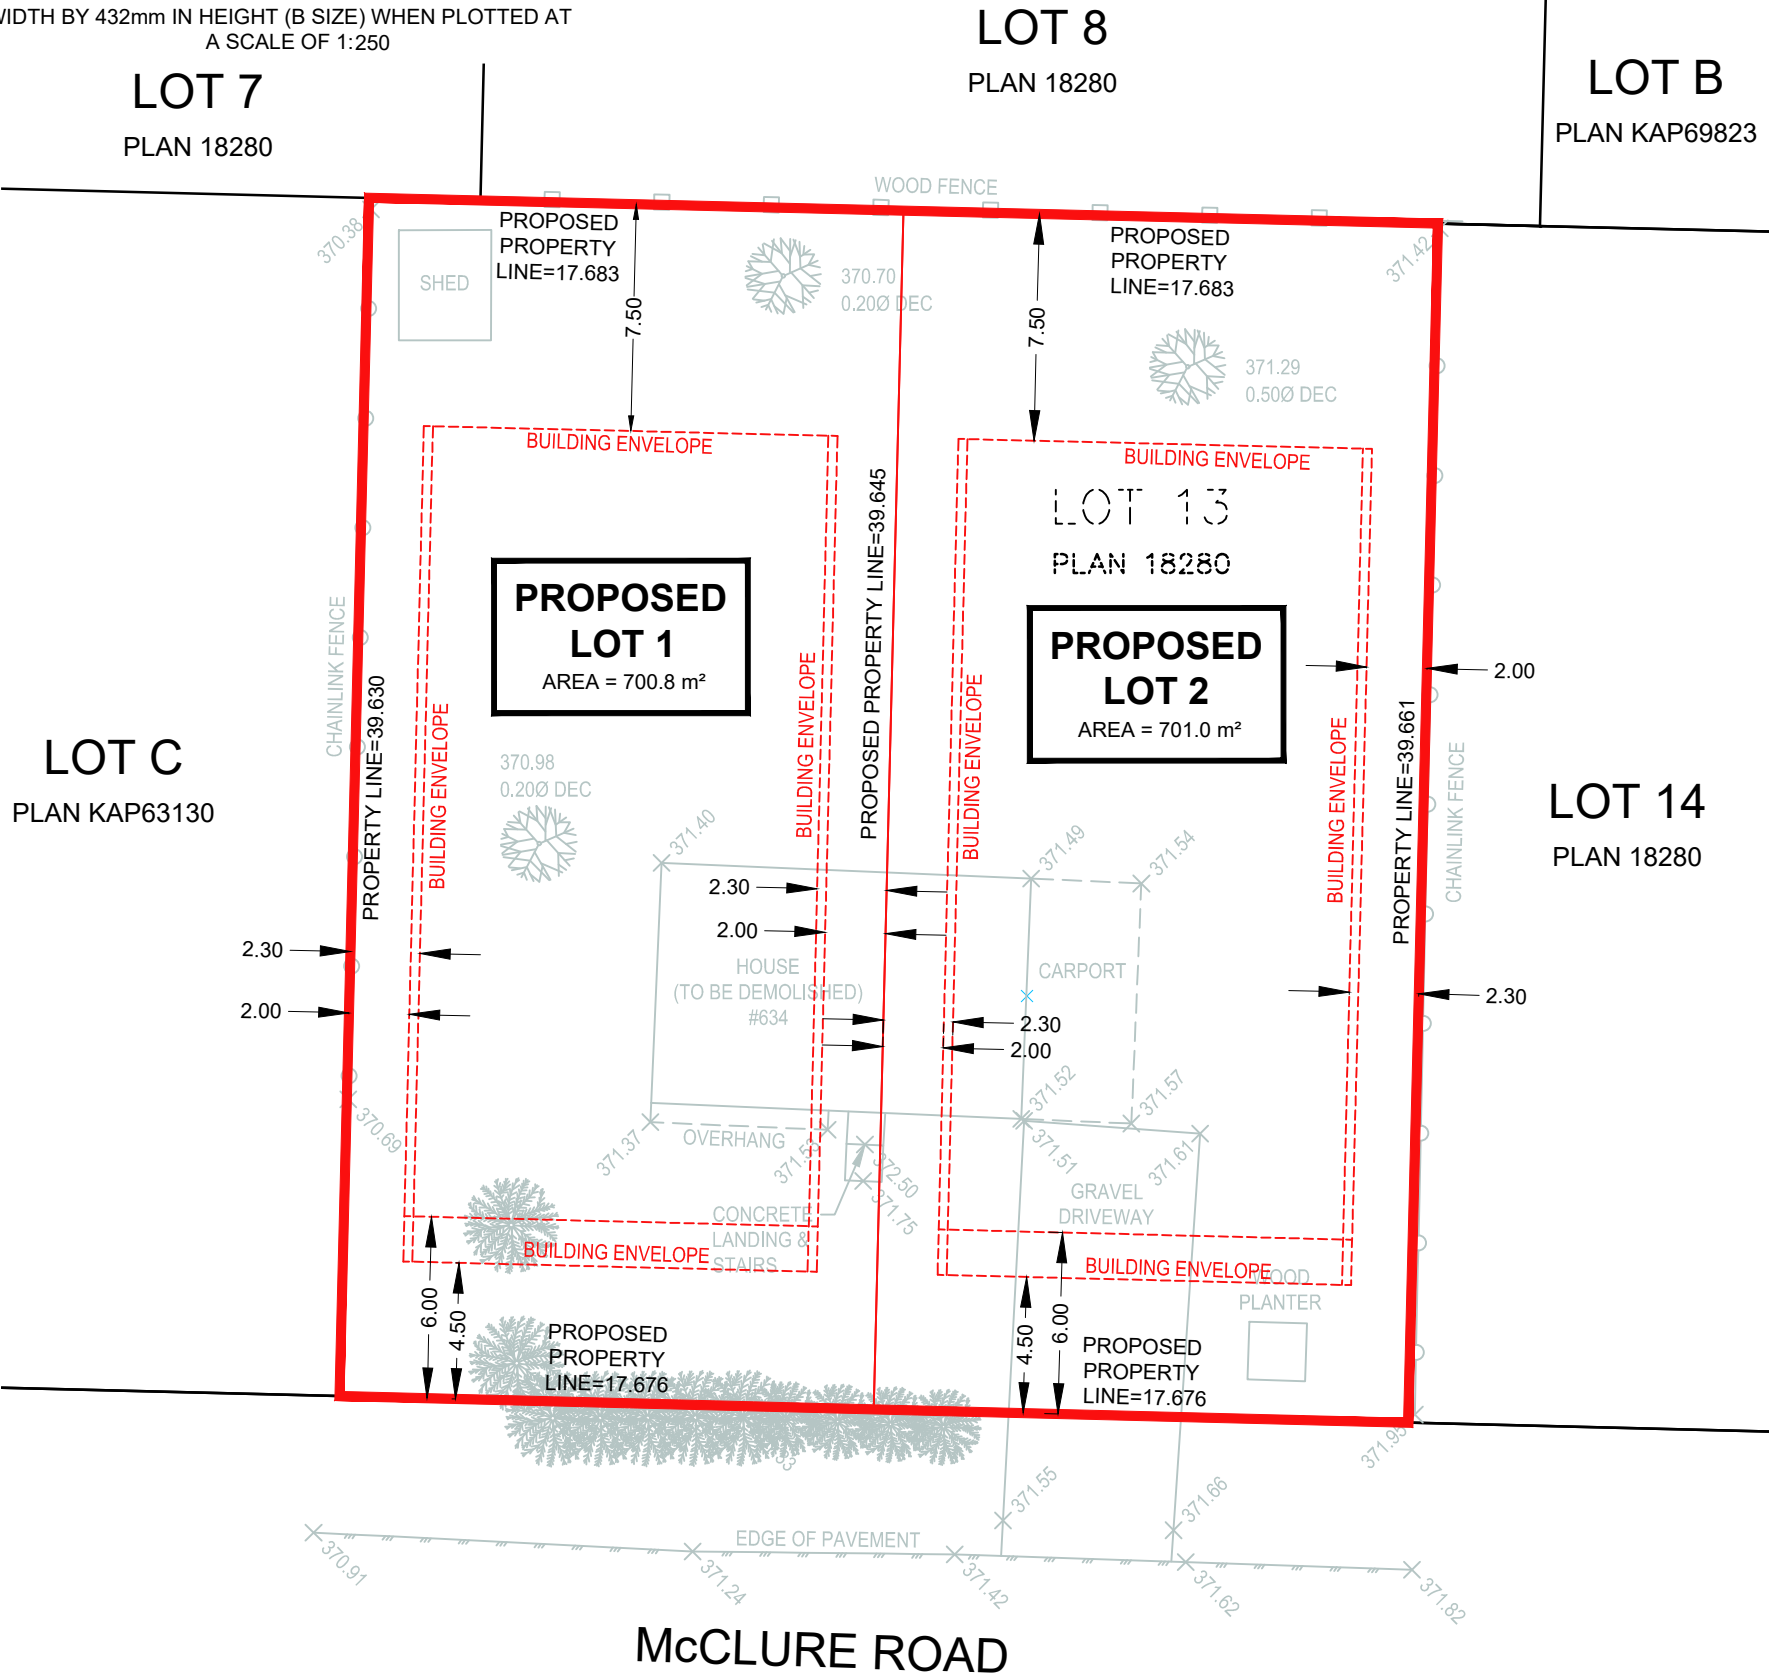 WIDTH BY 432mm IN HEIGHT (B SIZE) WHEN PLOTTED AT
A SCALE OF 1:250
LOT 7
PLAN 18280
LOT 8
PLAN 18280
LOT B
PLAN KAP69823
WOOD FENCE
370.38
SHED
PROPOSED
PROPERTY
LINE=17.683
7.50
370.70
0.20Ø DEC
7.50
PROPOSED
PROPERTY
LINE=17.683
371.42
371.29
0.50Ø DEC
BUILDING ENVELOPE
BUILDING ENVELOPE
LOT 13
PLAN 18280
PROPOSED
LOT 1
AREA = 700.8 m²
PROPOSED
LOT 2
AREA = 701.0 m²
CHAINLINK FENCE
PROPERTY LINE=39.630
BUILDING ENVELOPE
BUILDING ENVELOPE
PROPOSED PROPERTY LINE=39.645
BUILDING ENVELOPE
BUILDING ENVELOPE
PROPERTY LINE=39.661
CHAINLINK FENCE
2.00
LOT C
PLAN KAP63130
LOT 14
PLAN 18280
370.98
0.20Ø DEC
371.40
371.49
371.54
2.30
2.00
2.30
2.00
HOUSE
(TO BE DEMOLISHED)
#634
CARPORT
2.30
2.30
2.00
371.52
371.57
370.69
371.37
OVERHANG
371.53
372.50
371.75
371.51
371.61
CONCRETE
LANDING &
STAIRS
GRAVEL
DRIVEWAY
BUILDING ENVELOPE
BUILDING ENVELOPE
WOOD
PLANTER
6.00
4.50
PROPOSED
PROPERTY
LINE=17.676
4.50
6.00
PROPOSED
PROPERTY
LINE=17.676
371.95
371.55
371.66
EDGE OF PAVEMENT
370.91
371.24
371.42
371.62
371.82
McCLURE ROAD